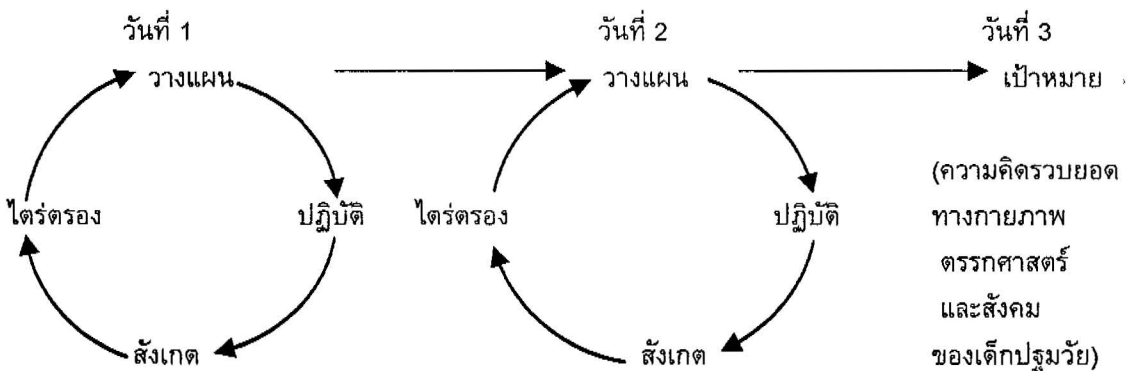 วันที่ 1 วันที่ 2 วันที่ 3
วางแผน วางแผน เป้าหมาย
(ความคิดรวบยอด
ไตร่ตรอง ปฏิบัติ ไตร่ตรอง ปฏิบัติ ทางกายภาพ
ตรรกศาสตร์
และสังคม
สังเกต สังเกต ของเด็กปฐมวัย)